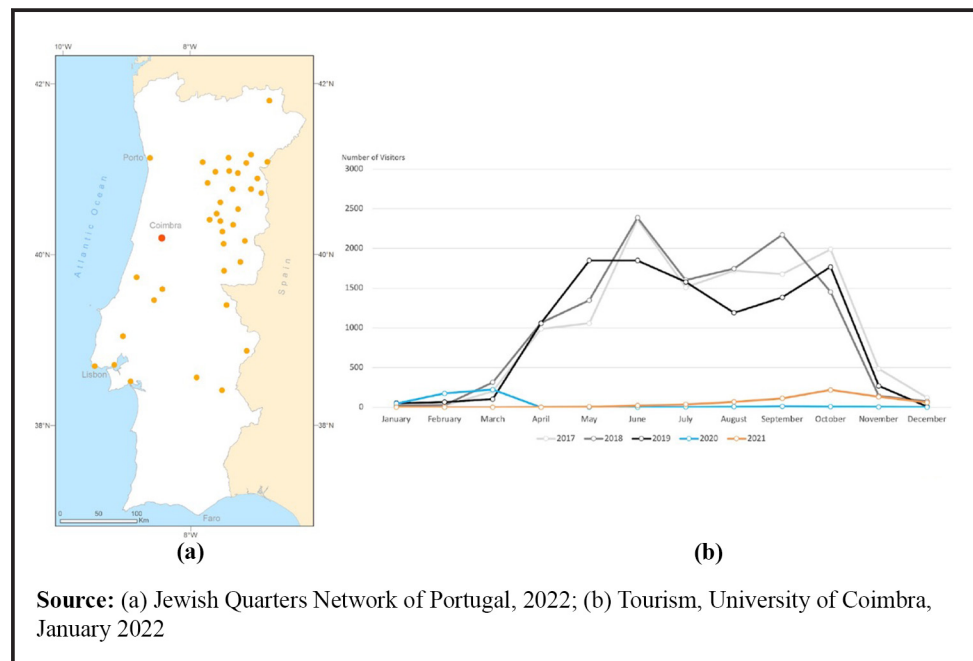 10°W
8°W
42°N
42°N
Porto
Atlantic Ocean
Coimbra
40°N
40°N
Spain
Lisbon
38°N
38°N
0 50 100
Km
Faro
8°W
(a)
Number of Visitors
3000
2500
2000
1500
1000
500
0
January February March April May June July August September October November December
2017 2018 2019 2020 2021
(b)
Source: (a) Jewish Quarters Network of Portugal, 2022; (b) Tourism, University of Coimbra,
January 2022